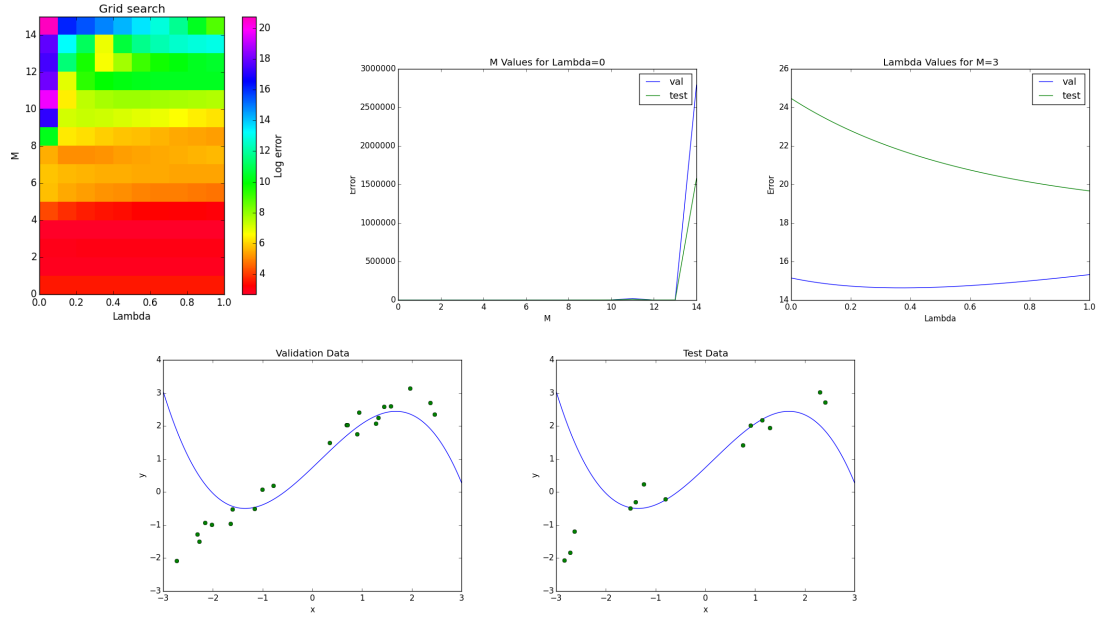 Grid search
14
12
10
8
6
4
2
0
M
0.0 0.2 0.4 0.6 0.8 1.0
Lambda
20
18
16
14
12
10
8
6
4
Log error
M Values for Lambda=0
3000000
2500000
2000000
1500000
1000000
500000
0
Error
0 2 4 6 8 10 12 14
M
val
test
Lambda Values for M=3
26
24
22
20
18
16
14
Error
0.0 0.2 0.4 0.6 0.8 1.0
Lambda
val
test
Validation Data
4
3
2
1
0
−1
−2
−3
y
−3 −2 −1 0 1 2 3
x
Test Data
4
3
2
1
0
−1
−2
−3
y
−3 −2 −1 0 1 2 3
x